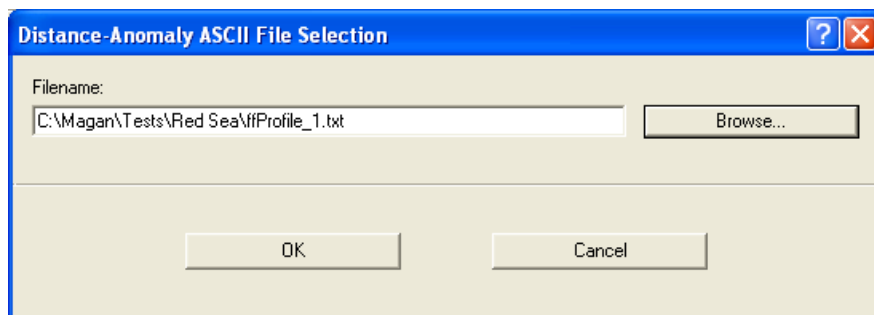 Distance-Anomaly ASCII File Selection
Filename:
C:\Magan\Tests\Red Sea\ffProfile_1.txt
Browse...
OK
Cancel